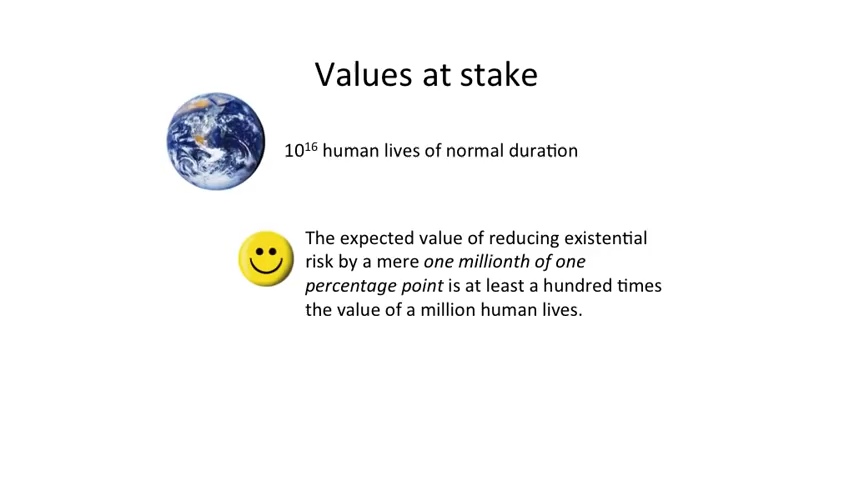 Values at stake
10¹⁶ human lives of normal duration
The expected value of reducing existential
risk by a mere one millionth of one
percentage point is at least a hundred times
the value of a million human lives.